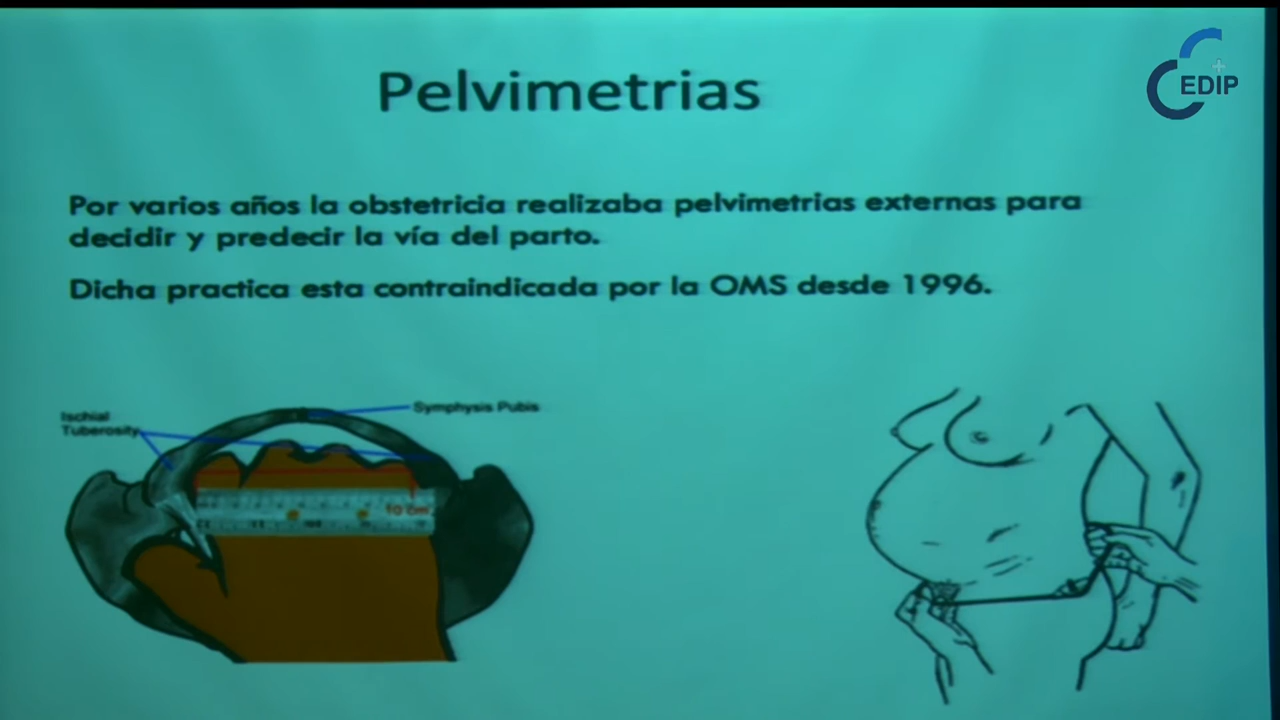 CEDIP
Pelvimetrias
Por varios años la obstetricia realizaba pelvimetrias externas para
decidir y predecir la vía del parto.
Dicha practica esta contraindicada por la OMS desde 1996.
Symphysis Pubis
Ischial
Tuberosity
10 cm